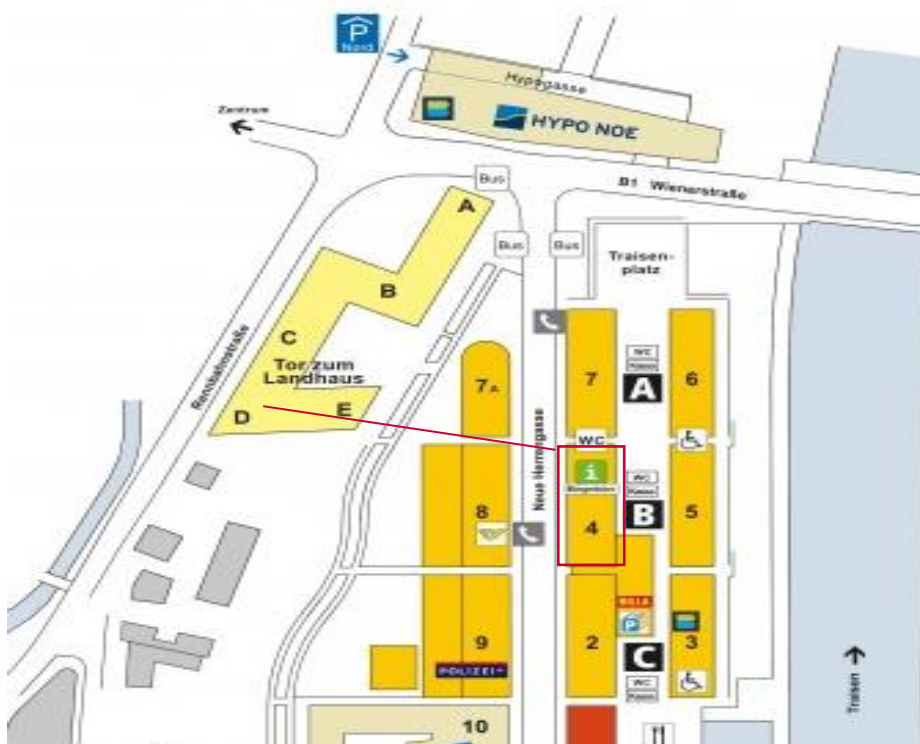 P
Nord
Hypogasse
Zentrum
HYPO NOE
Bus
B1 Wienerstraße
A
Bus
Bus
Traisen-
platz
B
C
Rennbahnstraße
Tor zum
Landhaus
D
E
7A
7
WC
A
6
Neue Herrengasse
WC
i
WC
8
4
B
5
BILLA
P
9
2
C
3
POLIZEI
WC
Traisen
10